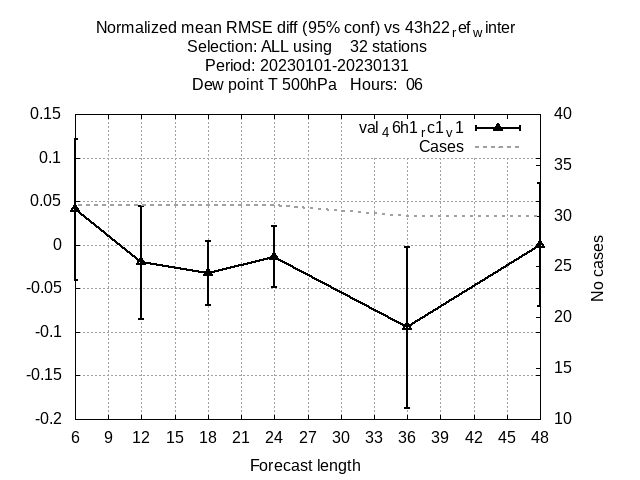 Normalized mean RMSE diff (95% conf) vs 43h22refwinter
Selection: ALL using 32 stations
Period: 20230101-20230131
Dew point T 500hPa Hours: 06
0.15
0.1
0.05
0
-0.05
-0.1
-0.15
-0.2
40
35
30
25
20
15
10
val46h1rc1v1
Cases
No cases
6 9 12 15 18 21 24 27 30 33 36 39 42 45 48
Forecast length